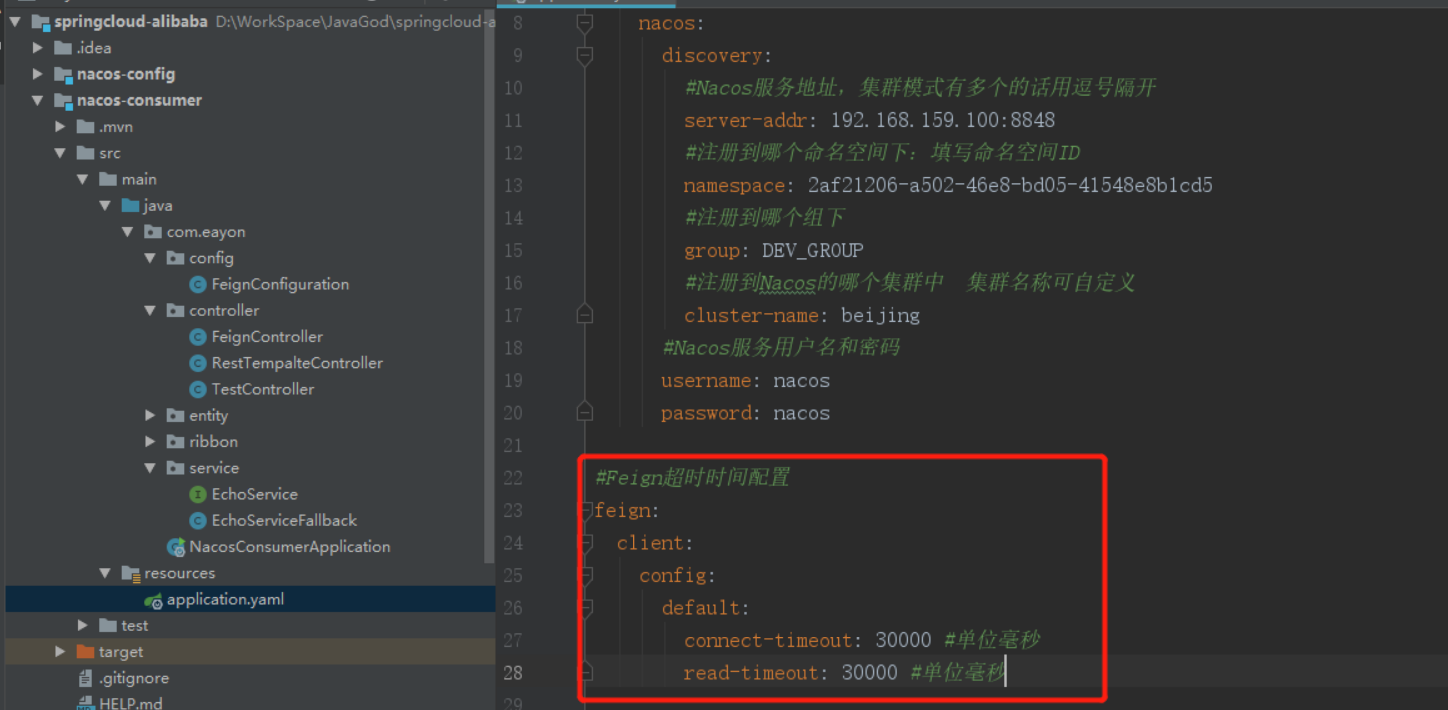 springcloud-alibaba D:\WorkSpace\JavaGod\springcloud-a
.idea
nacos-config
nacos-consumer
.mvn
src
main
java
com.eayon
config
FeignConfiguration
controller
FeignController
RestTempalteController
TestController
entity
ribbon
service
EchoService
EchoServiceFallback
NacosConsumerApplication
resources
application.yaml
test
target
.gitignore
HELP.md
8 nacos:
9 discovery:
10 #Nacos服务地址，集群模式有多个的话用逗号隔开
11 server-addr: 192.168.159.100:8848
12 #注册到哪个命名空间下：填写命名空间ID
13 namespace: 2af21206-a502-46e8-bd05-41548e8b1cd5
14 #注册到哪个组下
15 group: DEV_GROUP
16 #注册到Nacos的哪个集群中 集群名称可自定义
17 cluster-name: beijing
18 #Nacos服务用户名和密码
19 username: nacos
20 password: nacos
21
22 #Feign超时时间配置
23 feign:
24 client:
25 config:
26 default:
27 connect-timeout: 30000 #单位毫秒
28 read-timeout: 30000 #单位毫秒
29